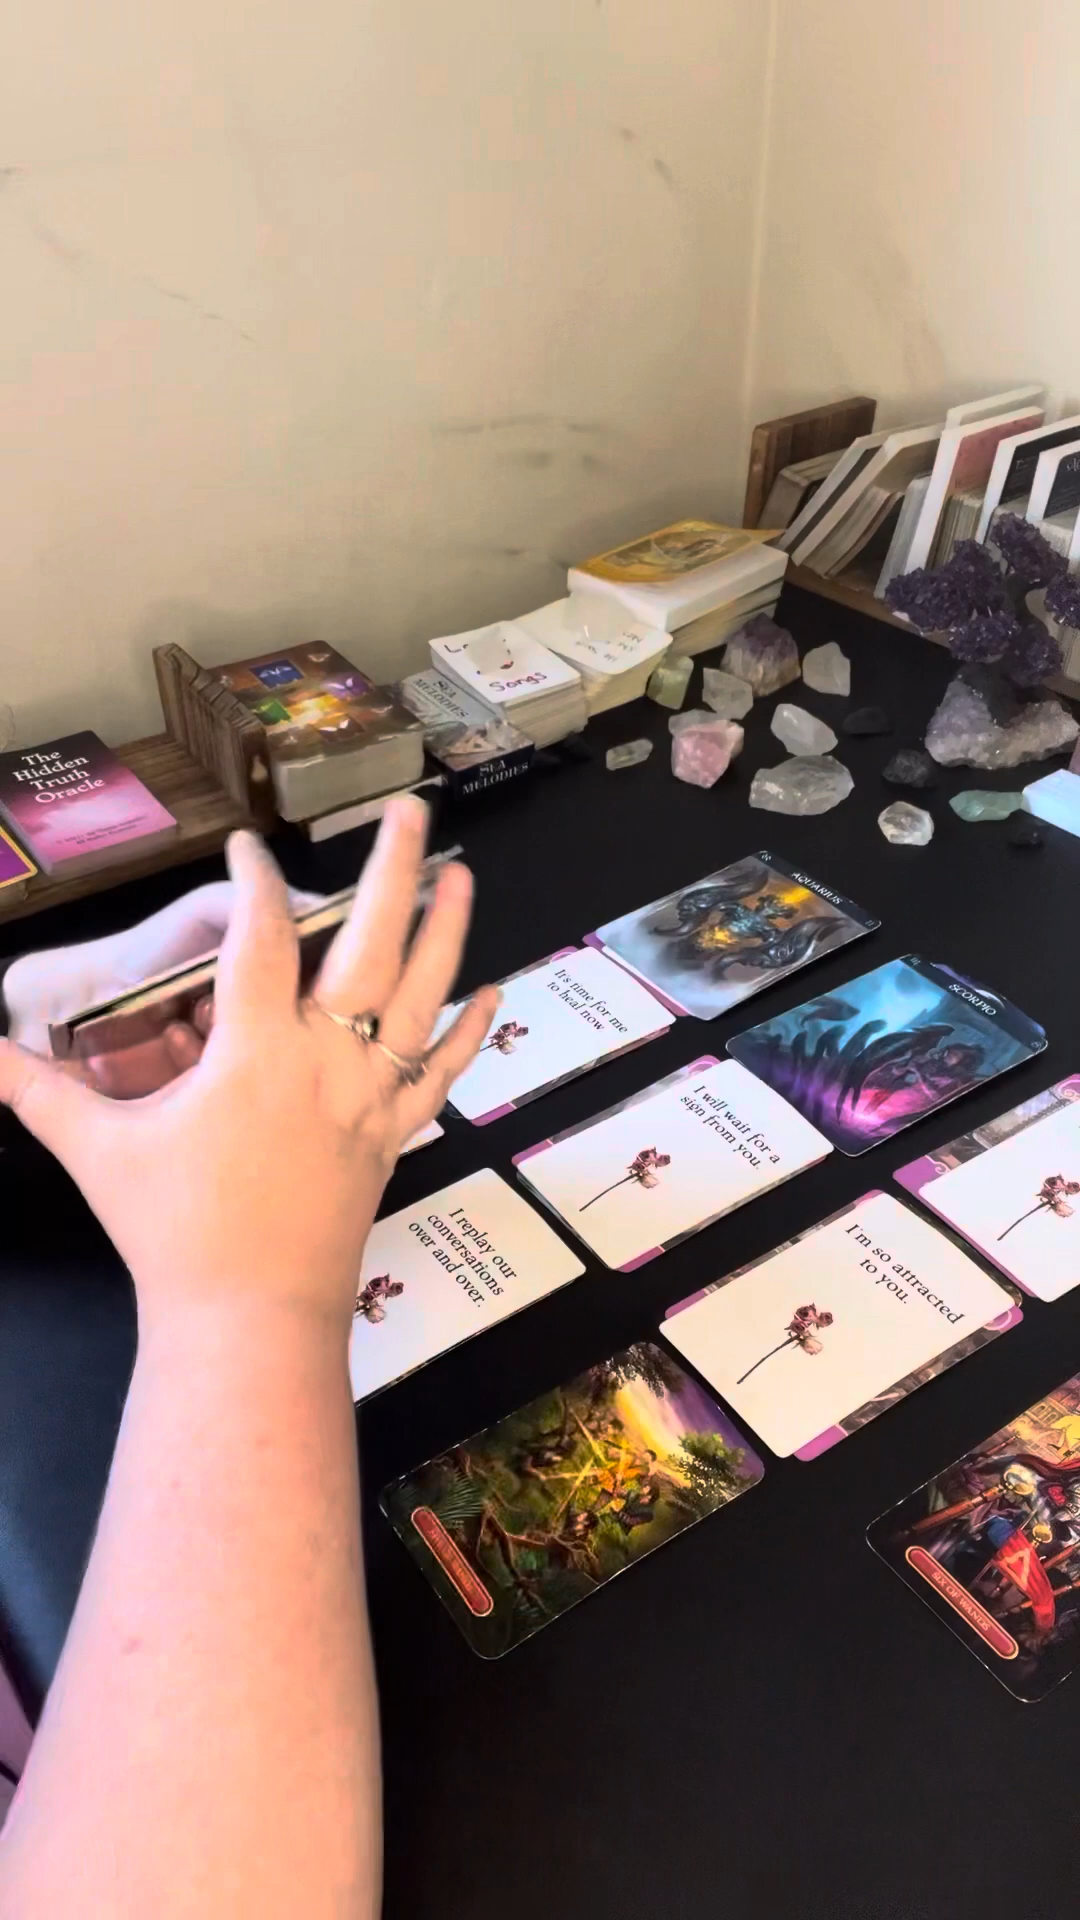 The
Hidden
Truth
Oracle
Songs
SEA
MELODIES
SEA
MELODIES
AQUARIUS
11
SCORPIO
It's time for me
to heal now
I will wait for a
sign from you.
I replay our
conversations
over and over.
I'm so attracted
to you.
SIX OF WANDS